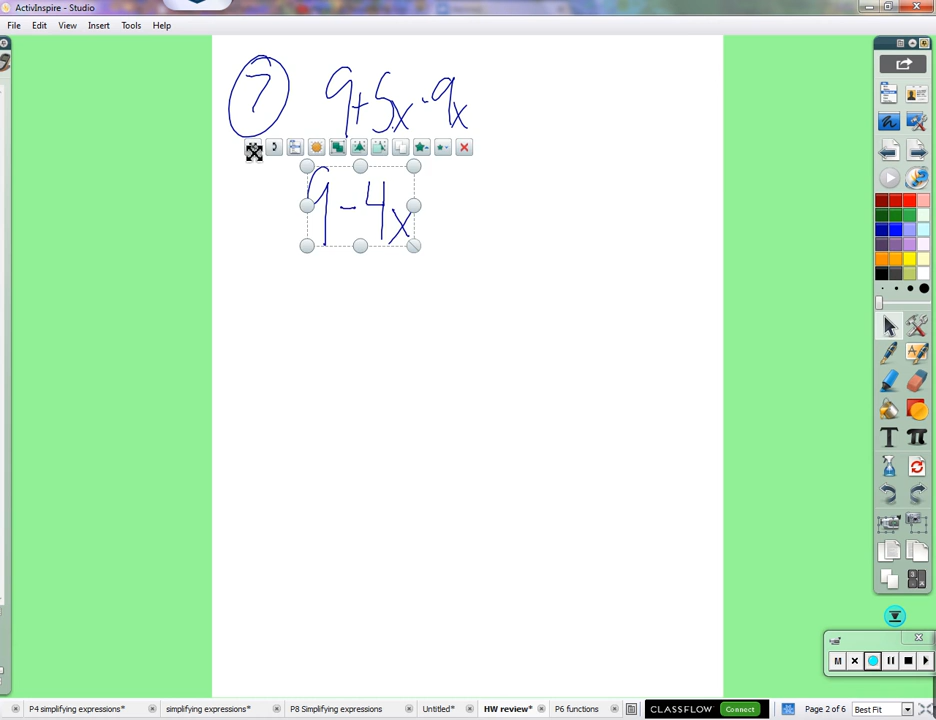 ActivInspire - Studio
File Edit View Insert Tools Help
7 9+5x-9x
9-4x
M
P4 simplifying expressions* simplifying expressions* P8 Simplifying expressions Untitled* HW review* P6 functions CLASSFLOW Connect Page 2 of 6 Best Fit